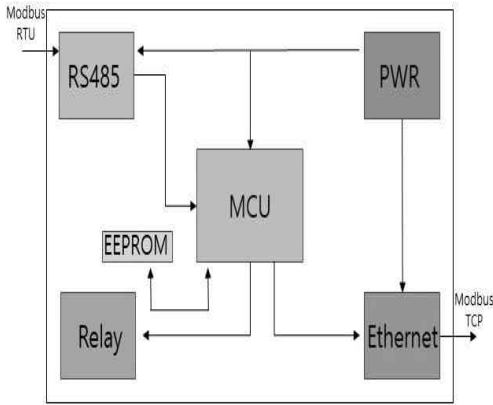 Modbus
RTU
RS485
PWR
MCU
EEPROM
Relay
Ethernet
Modbus
TCP